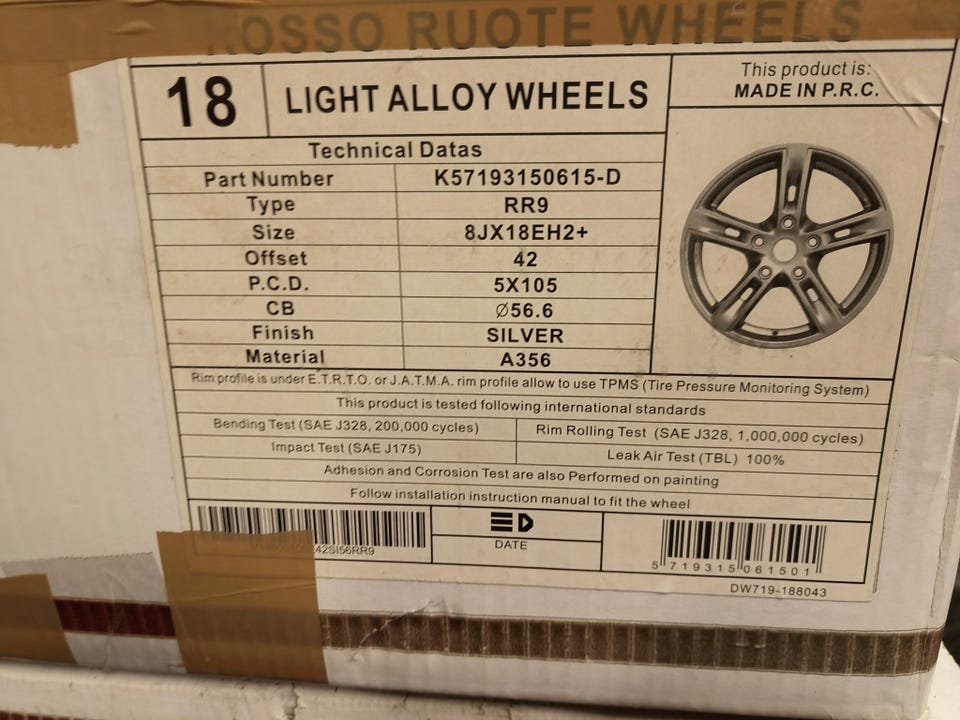 ROSSO RUOTE WHEELS
18 LIGHT ALLOY WHEELS
This product is:
MADE IN P.R.C.
Technical Datas
Part Number K57193150615-D
Type RR9
Size 8JX18EH2+
Offset 42
P.C.D. 5X105
CB Ø56.6
Finish SILVER
Material A356
Rim profile is under E.T.R.T.O. or J.A.T.M.A. rim profile allow to use TPMS (Tire Pressure Monitoring System)
This product is tested following international standards
Bending Test (SAE J328, 200,000 cycles) Rim Rolling Test (SAE J328, 1,000,000 cycles)
Impact Test (SAE J175) Leak Air Test (TBL) 100%
Adhesion and Corrosion Test are also Performed on painting
Follow installation instruction manual to fit the wheel
DATE
5 719315 061501
DW719-188043